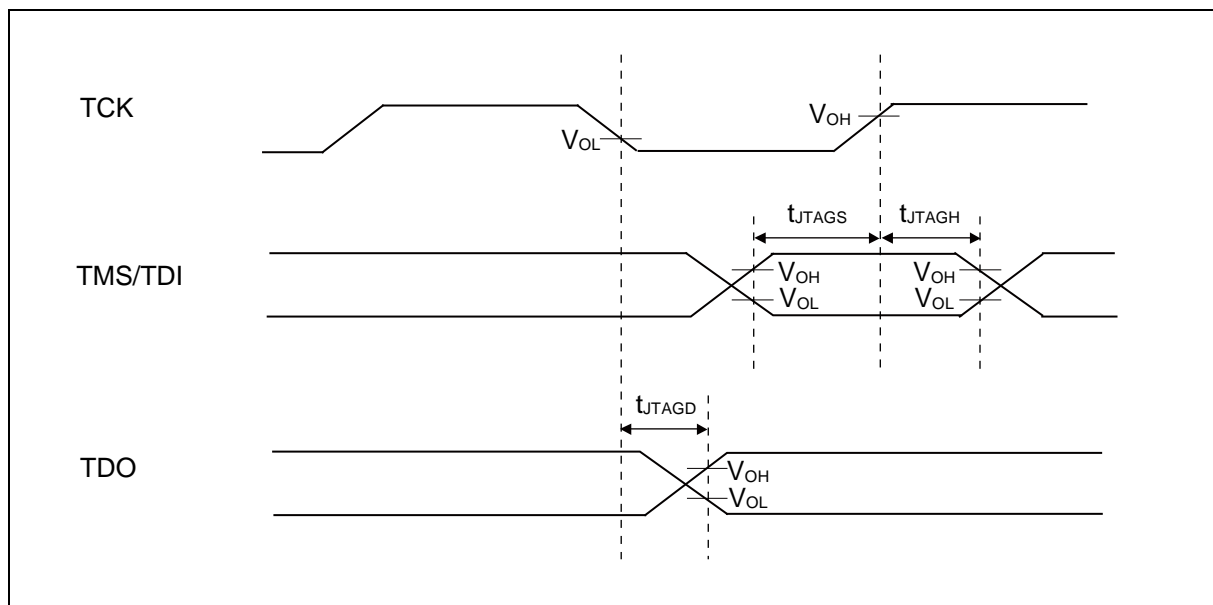 TCK
VOL
VOH
tJTAGS
tJTAGH
TMS/TDI
VOH
VOL
VOH
VOL
tJTAGD
TDO
VOH
VOL